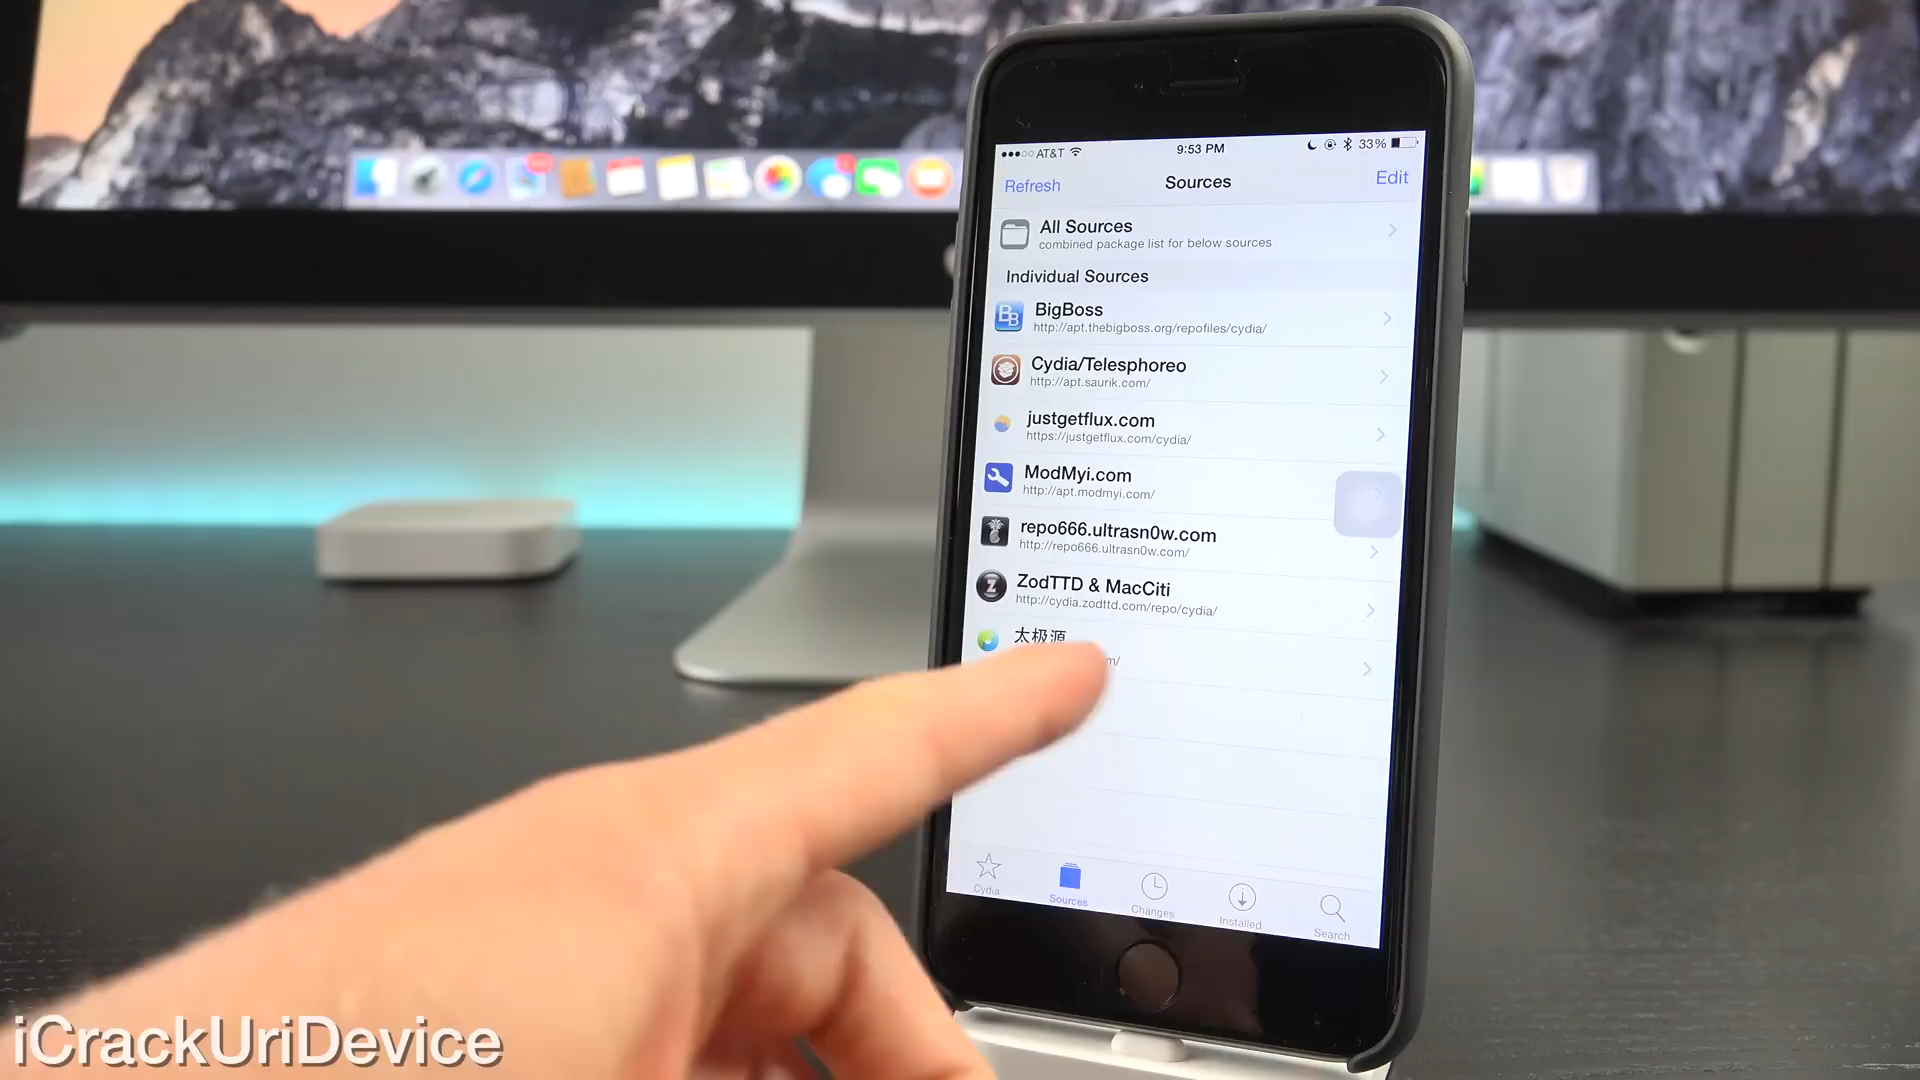 AT&T
9:53 PM
33%
Refresh
Sources
Edit
All Sources
combined package list for below sources
Individual Sources
BigBoss
http://apt.thebigboss.org/repofiles/cydia/
Cydia/Telesphoreo
http://apt.saurik.com/
justgetflux.com
https://justgetflux.com/cydia/
ModMyi.com
http://apt.modmyi.com/
repo666.ultrasn0w.com
http://repo666.ultrasn0w.com/
ZodTTD & MacCiti
http://cydia.zodttd.com/repo/cydia/
太极源
m/
Cydia
Sources
Changes
Installed
Search
iCrackUriDevice